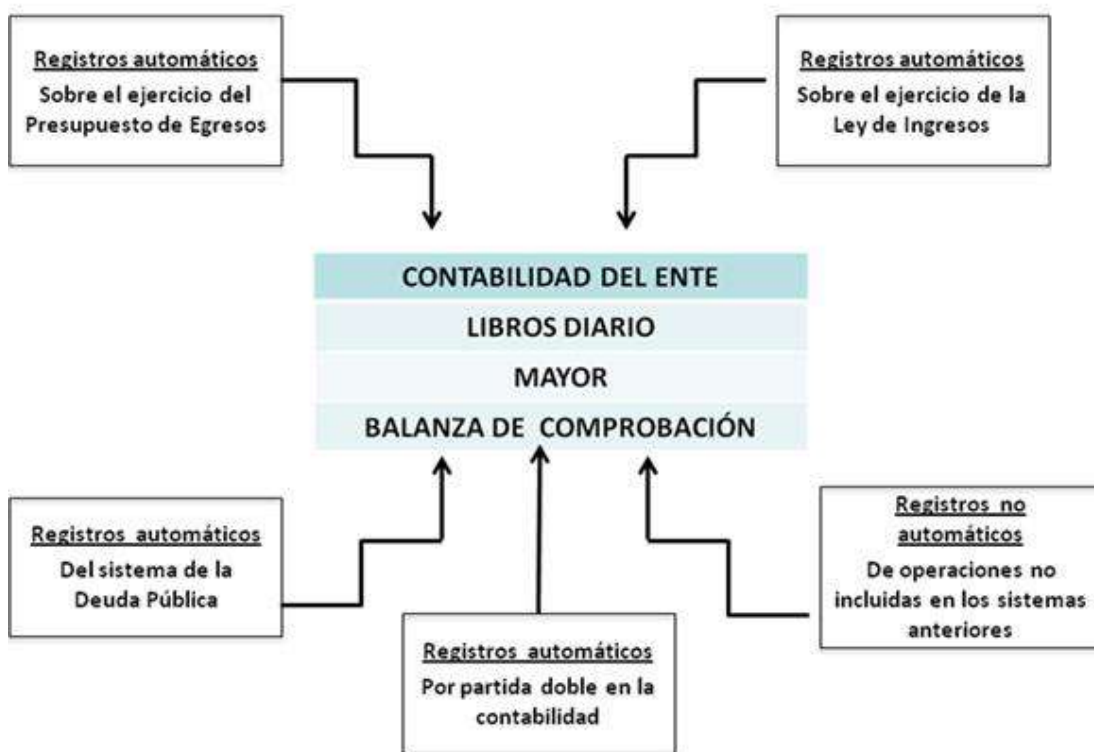 Registros automáticos
Sobre el ejercicio del
Presupuesto de Egresos
Registros automáticos
Sobre el ejercicio de la
Ley de Ingresos
CONTABILIDAD DEL ENTE
LIBROS DIARIO
MAYOR
BALANZA DE COMPROBACIÓN
Registros automáticos
Del sistema de la
Deuda Pública
Registros automáticos
Por partida doble en la
contabilidad
Registros no
automáticos
De operaciones no
incluidas en los sistemas
anteriores